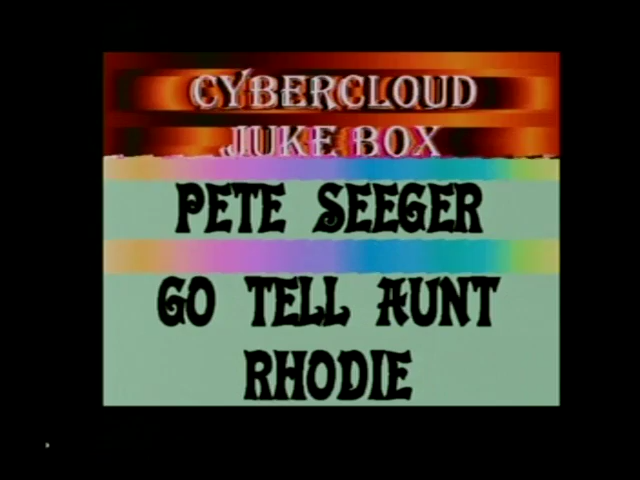 CYBERCLOUD
JUKE BOX
PETE SEEGER
GO TELL AUNT
RHODIE